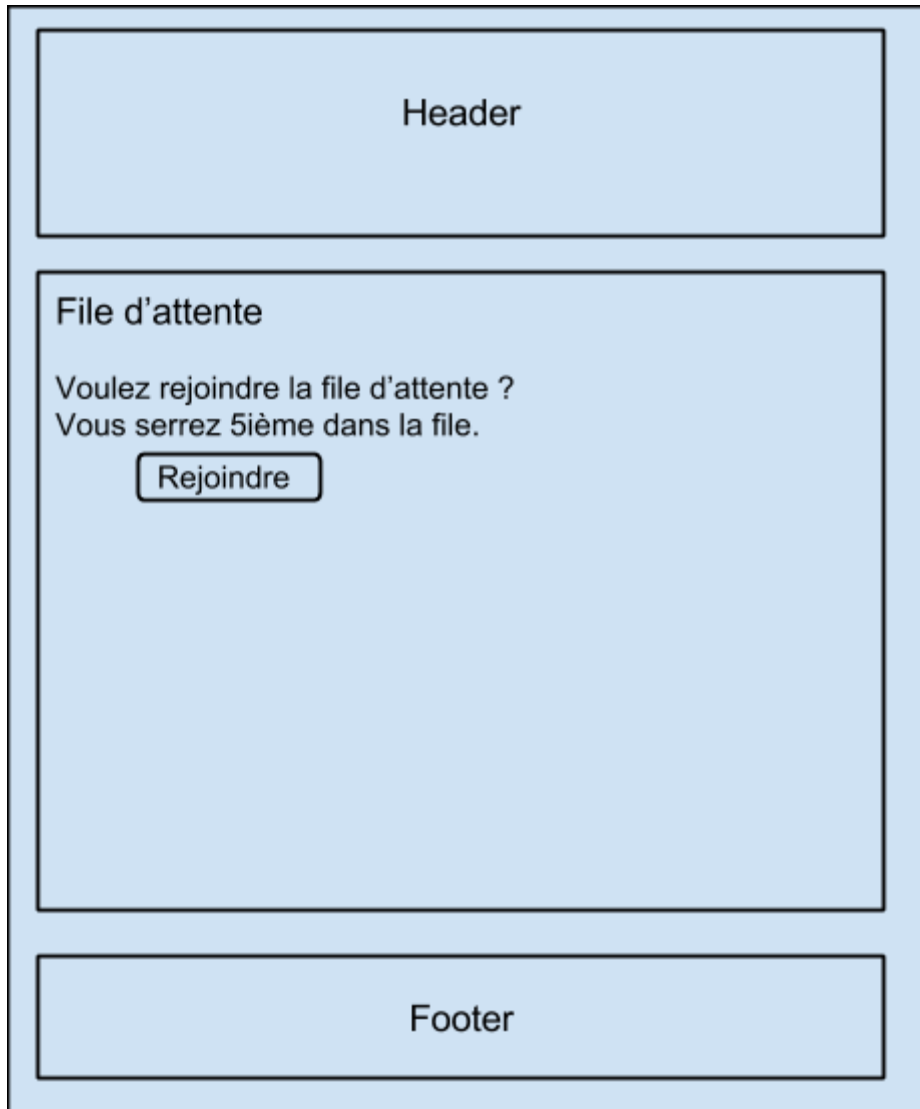 Header
File d’attente
Voulez rejoindre la file d’attente ?
Vous serrez 5ième dans la file.
Rejoindre
Footer